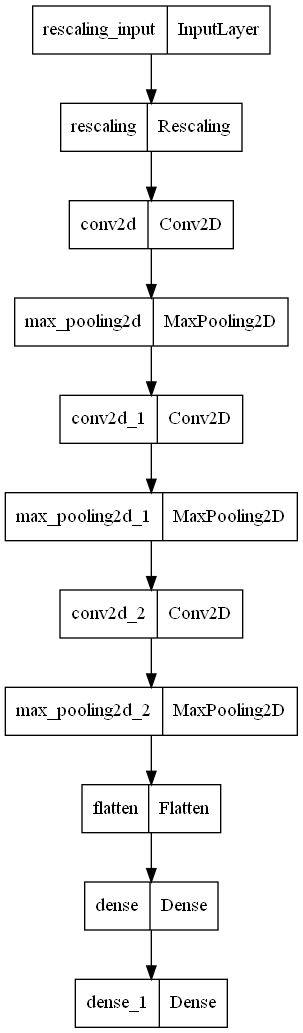 rescaling_input InputLayer
rescaling Rescaling
conv2d Conv2D
max_pooling2d MaxPooling2D
conv2d_1 Conv2D
max_pooling2d_1 MaxPooling2D
conv2d_2 Conv2D
max_pooling2d_2 MaxPooling2D
flatten Flatten
dense Dense
dense_1 Dense